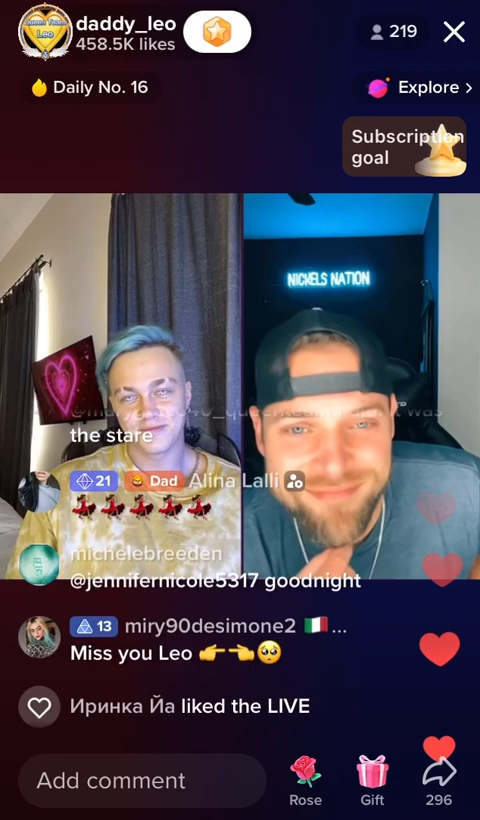 daddy_leo
458.5K likes
219
Daily No. 16
Explore >
Subscription
goal
NICKELS NATION
the stare
21 Dad Alina Lalli
michelebreeden
@jennifernicole5317 goodnight
13 miry90desimone2 ...
Miss you Leo 👉👈🥺
Иринка Йа liked the LIVE
Add comment
Rose
Gift
296